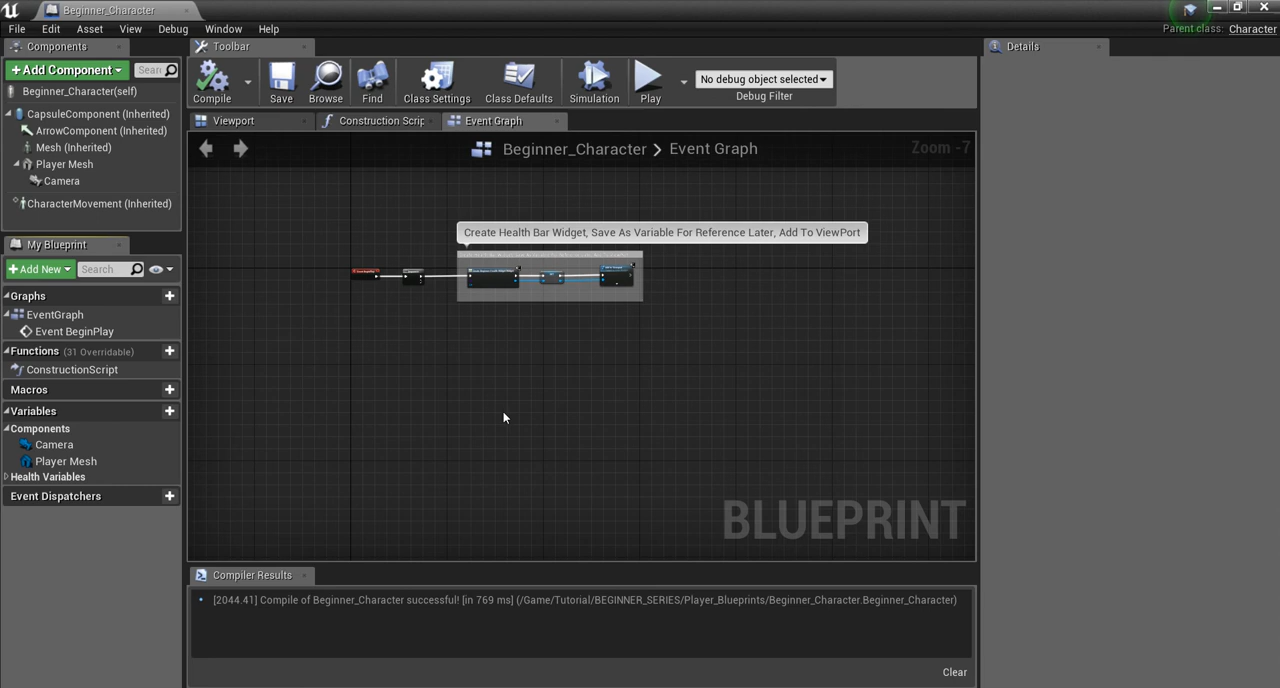 Beginner_Character
File Edit Asset View Debug Window Help
Parent class: Character
Components
Toolbar
Details
+Add Component
Sear
Compile
Save
Browse
Find
Class Settings
Class Defaults
Simulation
Play
No debug object selected
Debug Filter
Beginner_Character(self)
CapsuleComponent (Inherited)
ArrowComponent (Inherited)
Mesh (Inherited)
Player Mesh
Camera
CharacterMovement (Inherited)
Viewport
Construction Scrip
Event Graph
Beginner_Character > Event Graph
Zoom -7
Create Health Bar Widget, Save As Variable For Reference Later, Add To ViewPort
BLUEPRINT
My Blueprint
+Add New
Search
Graphs
EventGraph
Event BeginPlay
Functions (31 Overridable)
ConstructionScript
Macros
Variables
Components
Camera
Player Mesh
Health Variables
Event Dispatchers
Compiler Results
[2044.41] Compile of Beginner_Character successful! [in 769 ms] (/Game/Tutorial/BEGINNER_SERIES/Player_Blueprints/Beginner_Character.Beginner_Character)
Clear